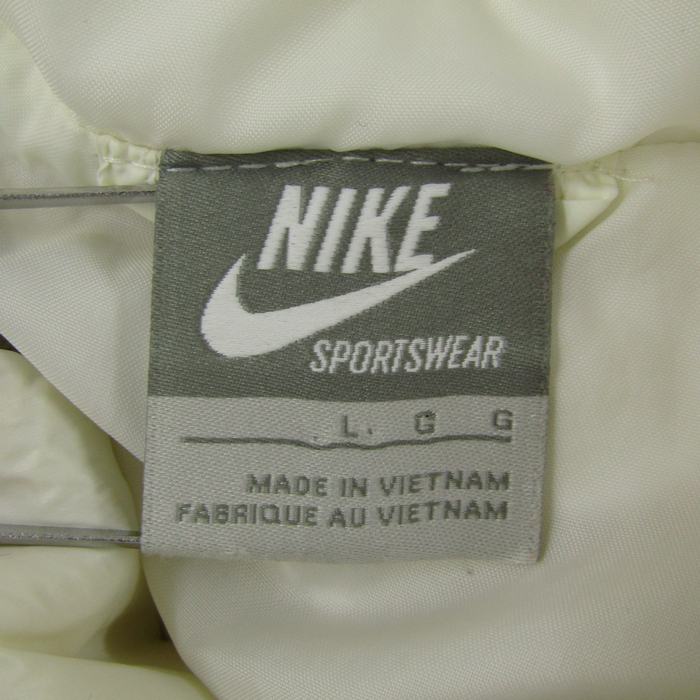 NIKE
SPORTSWEAR
L. G G
MADE IN VIETNAM
FABRIQUE AU VIETNAM